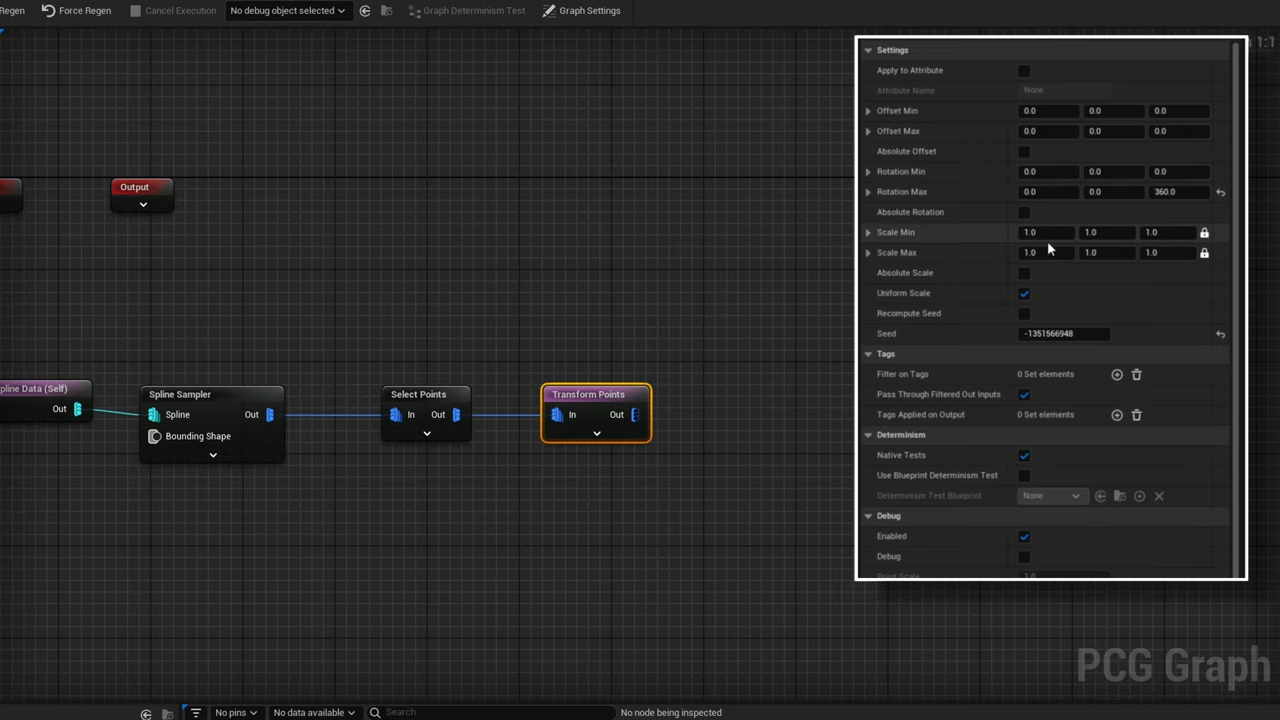 Regen
Force Regen
Cancel Execution
No debug object selected
Graph Determinism Test
Graph Settings
1:1
Settings
Apply to Attribute
Attribute Name None
Offset Min 0.0 0.0 0.0
Offset Max 0.0 0.0 0.0
Absolute Offset
Rotation Min 0.0 0.0 0.0
Rotation Max 0.0 0.0 360.0
Absolute Rotation
Scale Min 1.0 1.0 1.0
Scale Max 1.0 1.0 1.0
Absolute Scale
Uniform Scale
Recompute Seed
Seed -1351566948
Tags
Filter on Tags 0 Set elements
Pass Through Filtered Out Inputs
Tags Applied on Output 0 Set elements
Determinism
Native Tests
Use Blueprint Determinism Test
Determinism Test Blueprint None
Debug
Enabled
Debug
Output
pline Data (Self)
Out
Spline Sampler
Spline Out
Bounding Shape
Select Points
In Out
Transform Points
In Out
PCG Graph
No pins
No data available
Search
No node being inspected